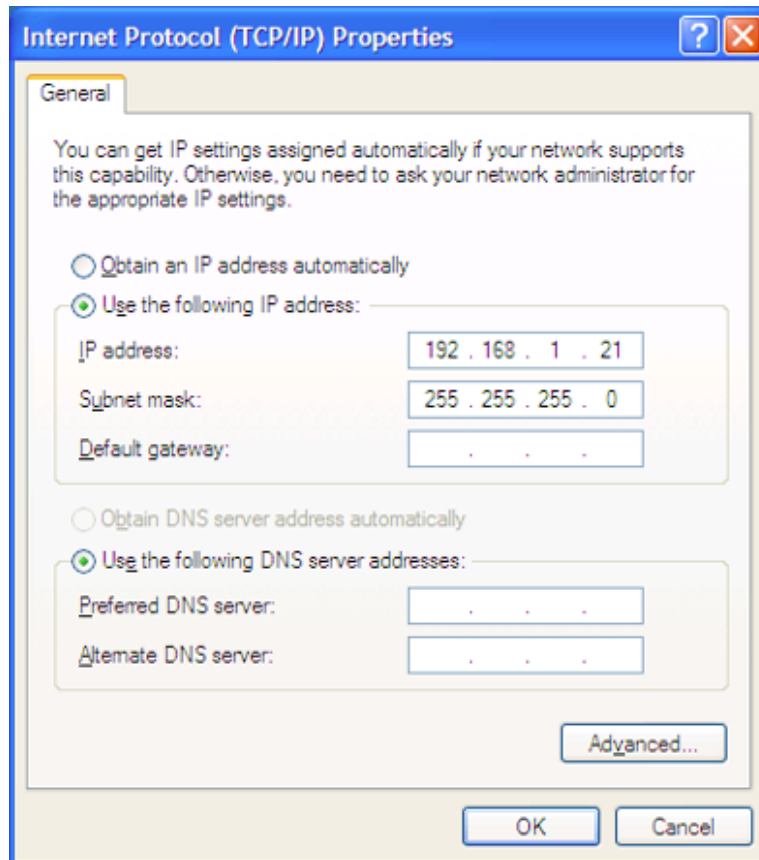 Internet Protocol (TCP/IP) Properties
General
You can get IP settings assigned automatically if your network supports
this capability. Otherwise, you need to ask your network administrator for
the appropriate IP settings.
Obtain an IP address automatically
Use the following IP address:
IP address: 192 . 168 . 1 . 21
Subnet mask: 255 . 255 . 255 . 0
Default gateway: . . .
Obtain DNS server address automatically
Use the following DNS server addresses:
Preferred DNS server: . . .
Alternate DNS server: . . .
Advanced...
OK Cancel